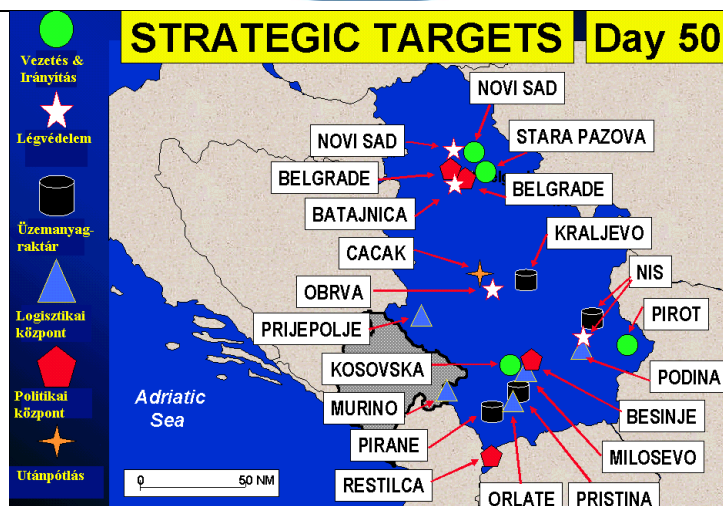 STRATEGIC TARGETS
Day 50
Vezetés &
Irányítás
Légvédelem
Üzemanyag-
raktár
Logisztikai
központ
Politikai
központ
Utánpótlás
NOVI SAD
NOVI SAD
STARA PAZOVA
BELGRADE
BELGRADE
BATAJNICA
KRALJEVO
CACAK
NIS
OBRVA
PIROT
PRIJEPOLJE
KOSOVSKA
PODINA
MURINO
BESINJE
PIRANE
MILOSEVO
RESTILCA
ORLATE
PRISTINA
Adriatic
Sea
0
50 NM